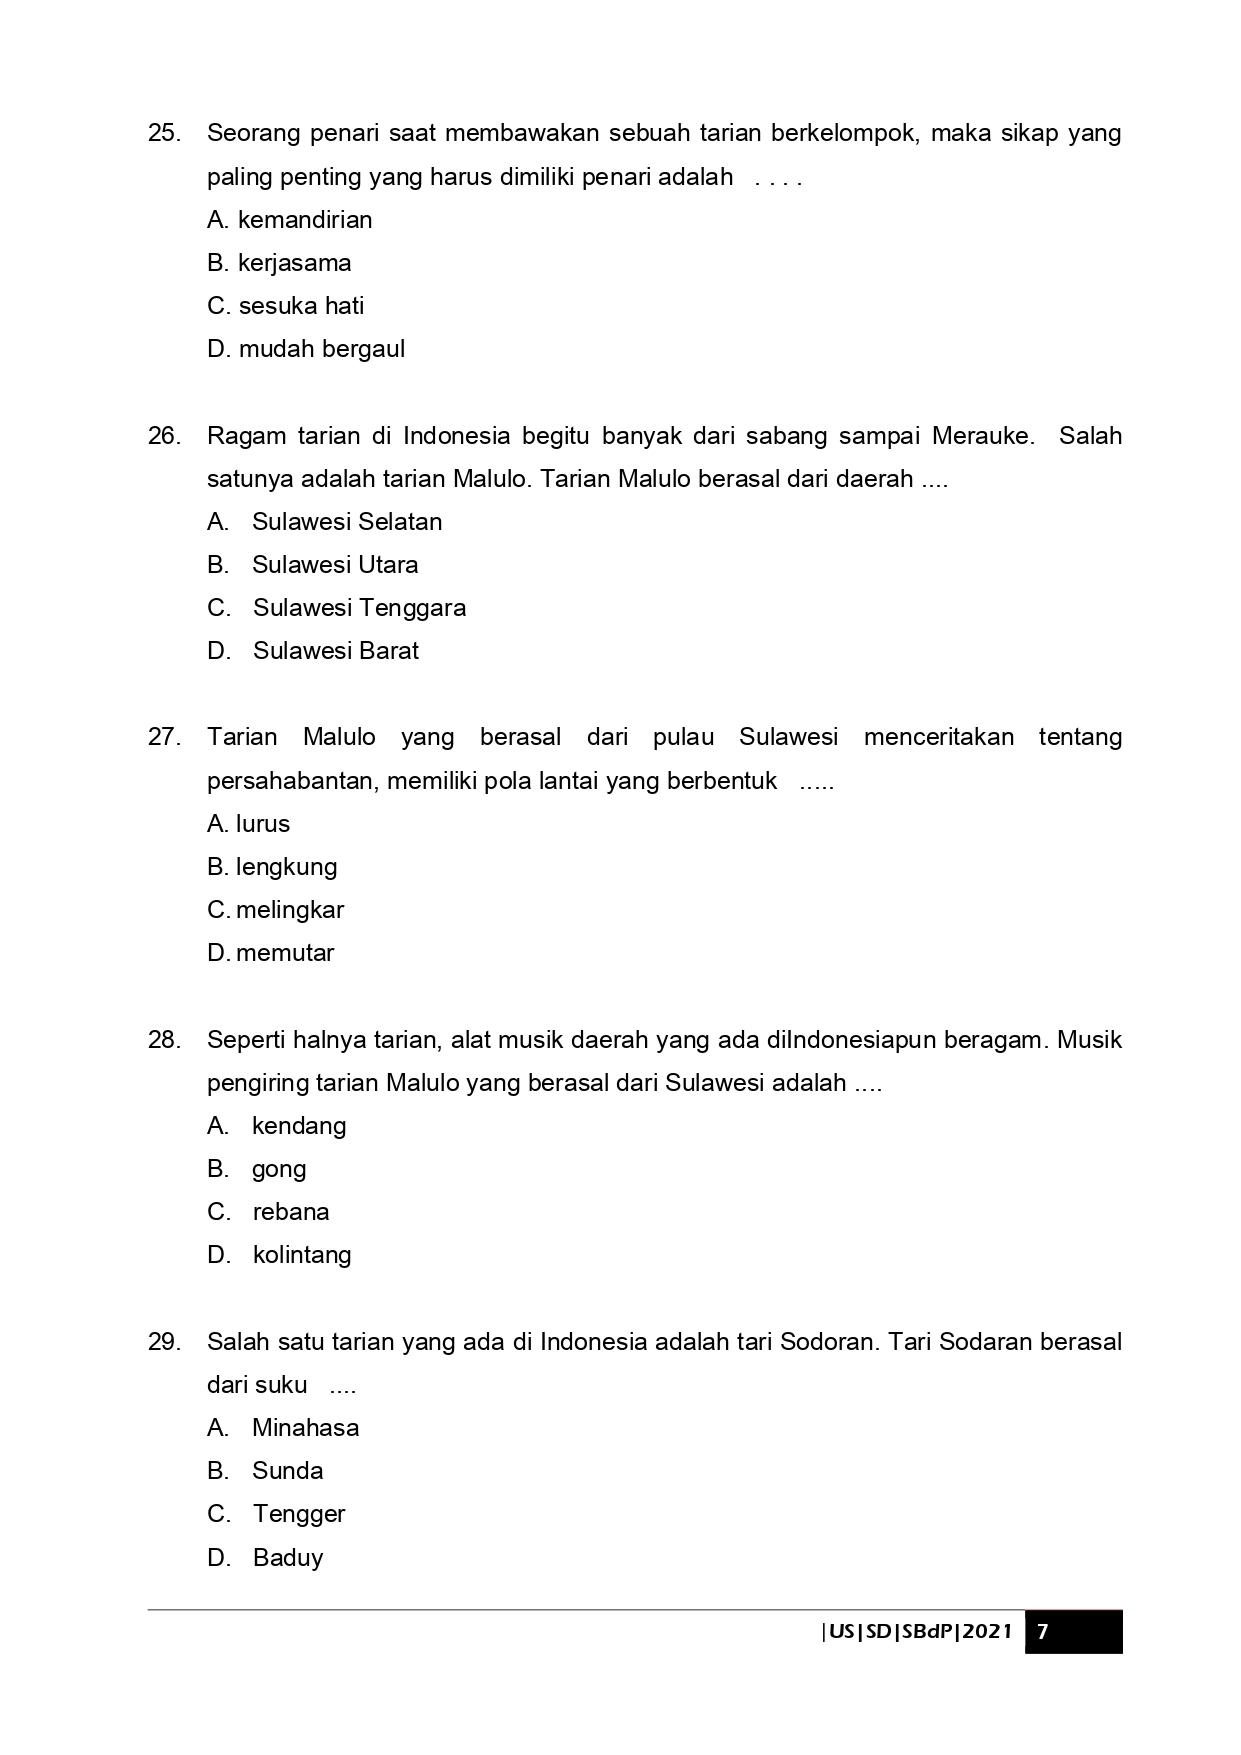 25. Seorang penari saat membawakan sebuah tarian berkelompok, maka sikap yang
paling penting yang harus dimiliki penari adalah . . . .
A. kemandirian
B. kerjasama
C. sesuka hati
D. mudah bergaul
26. Ragam tarian di Indonesia begitu banyak dari sabang sampai Merauke. Salah
satunya adalah tarian Malulo. Tarian Malulo berasal dari daerah ....
A. Sulawesi Selatan
B. Sulawesi Utara
C. Sulawesi Tenggara
D. Sulawesi Barat
27. Tarian Malulo yang berasal dari pulau Sulawesi menceritakan tentang
persahabantan, memiliki pola lantai yang berbentuk .....
A. lurus
B. lengkung
C. melingkar
D. memutar
28. Seperti halnya tarian, alat musik daerah yang ada diIndonesiapun beragam. Musik
pengiring tarian Malulo yang berasal dari Sulawesi adalah ....
A. kendang
B. gong
C. rebana
D. kolintang
29. Salah satu tarian yang ada di Indonesia adalah tari Sodoran. Tari Sodaran berasal
dari suku ....
A. Minahasa
B. Sunda
C. Tengger
D. Baduy
|US|SD|SBdP|2021 7